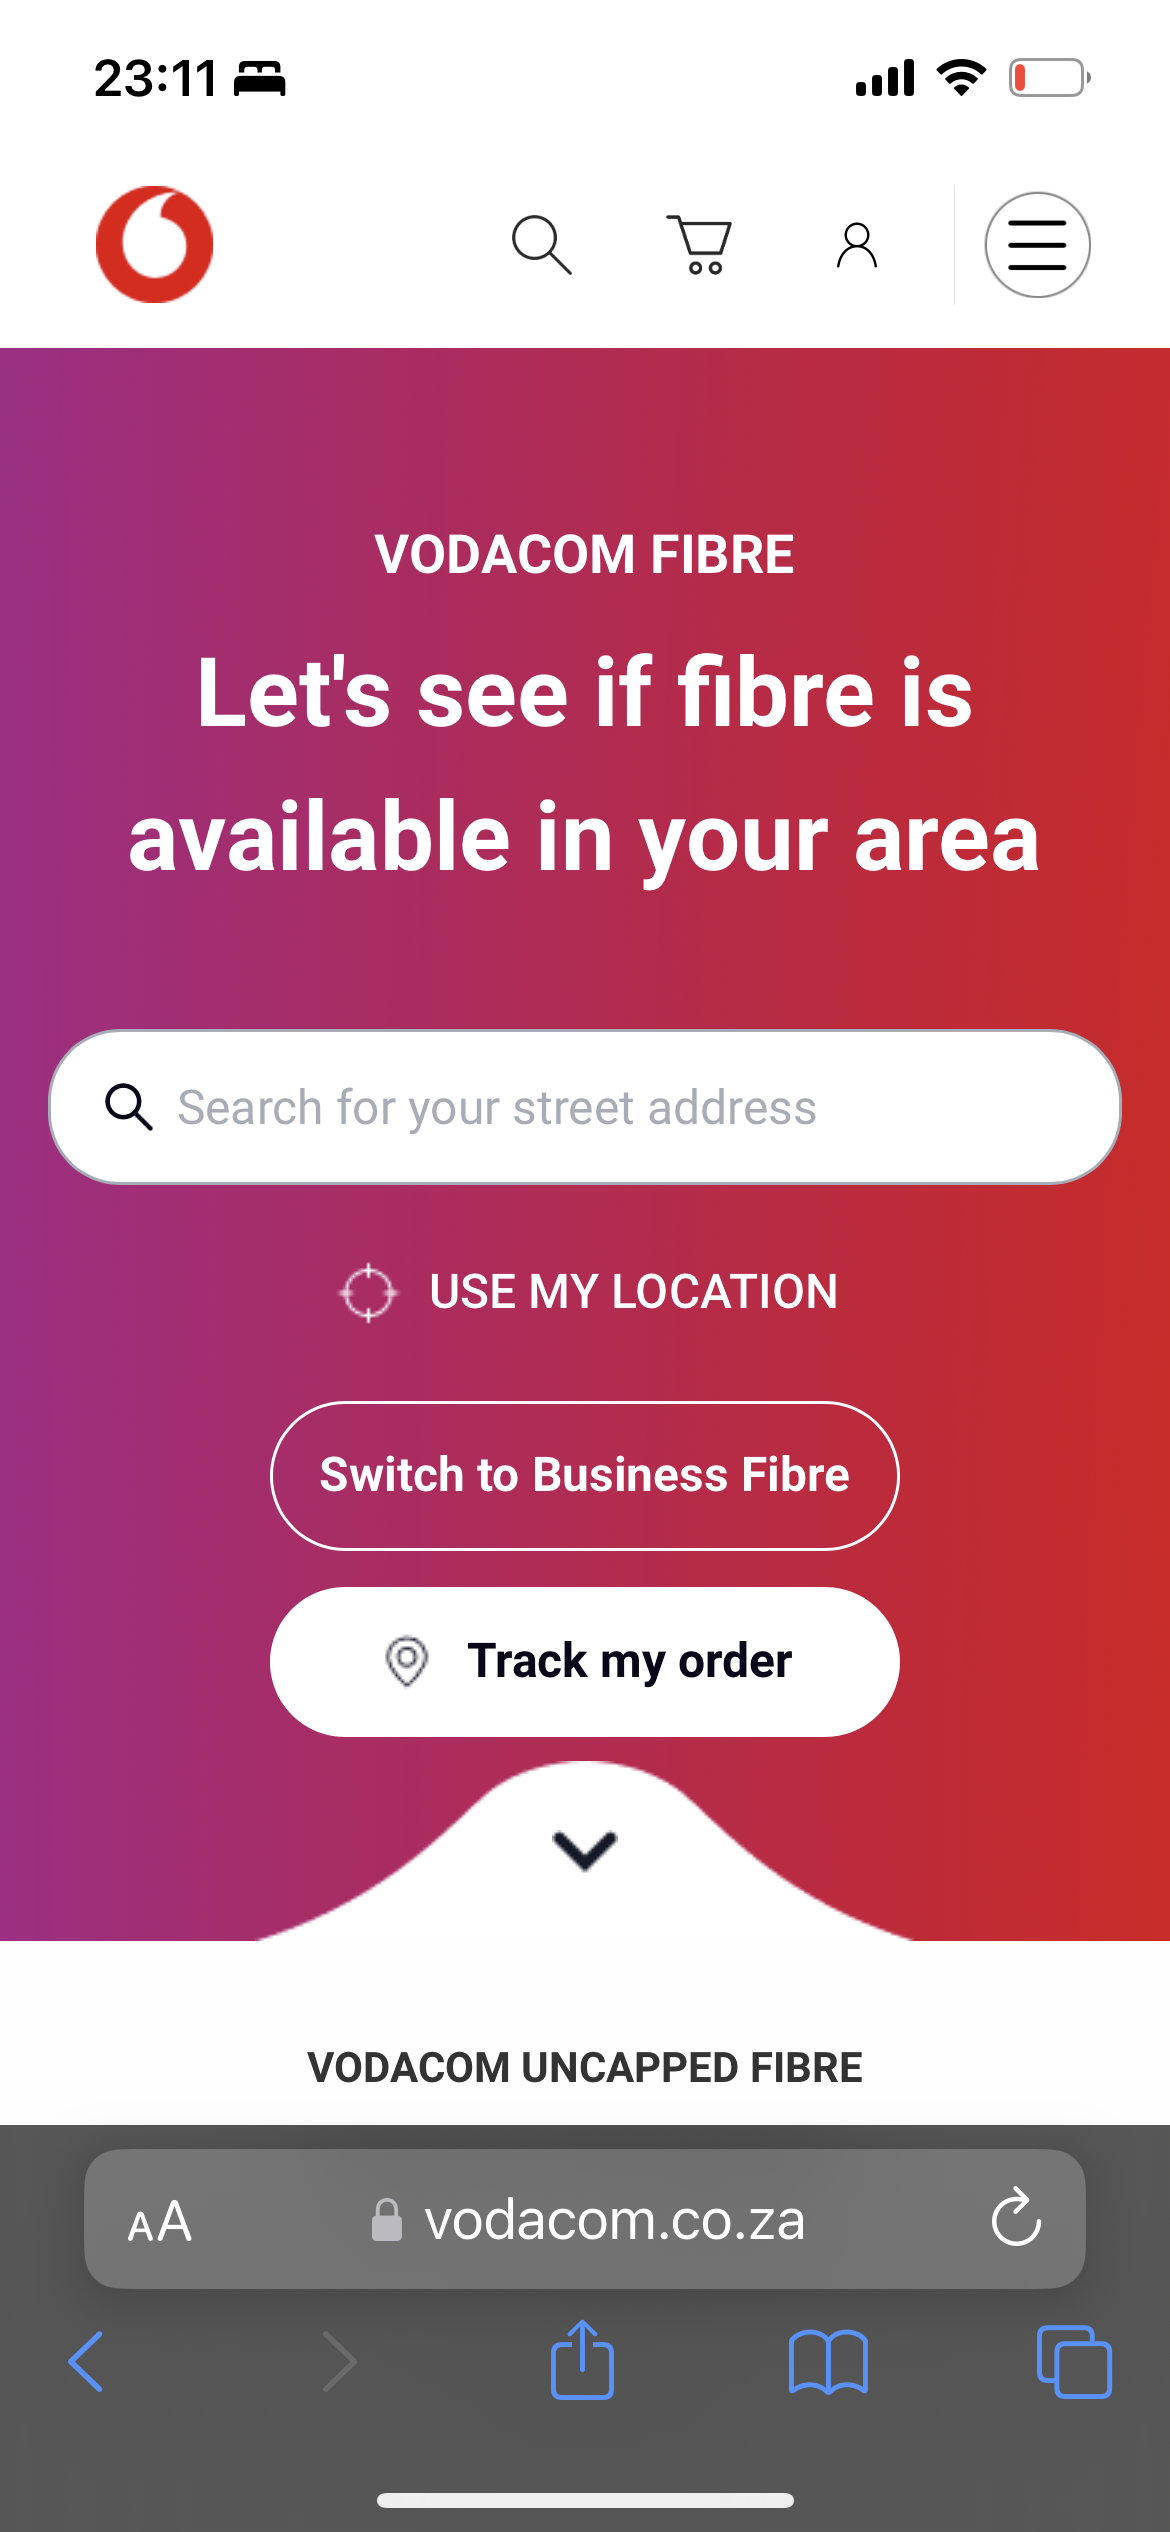 23:11
VODACOM FIBRE
Let's see if fibre is
available in your area
Search for your street address
USE MY LOCATION
Switch to Business Fibre
Track my order
VODACOM UNCAPPED FIBRE
AA
vodacom.co.za